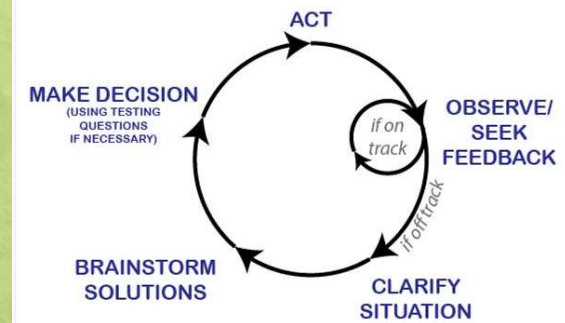 ACT
OBSERVE/
SEEK
FEEDBACK
if on
track
if off track
CLARIFY
SITUATION
BRAINSTORM
SOLUTIONS
MAKE DECISION
(USING TESTING
QUESTIONS
IF NECESSARY)